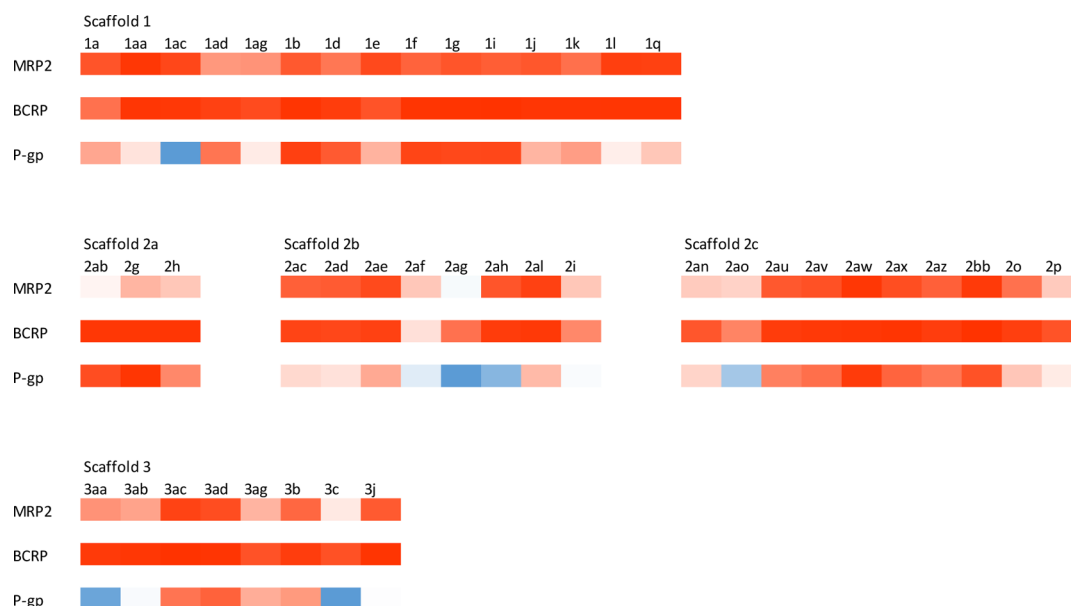 Scaffold 1
1a 1aa 1ac 1ad 1ag 1b 1d 1e 1f 1g 1i 1j 1k 1l 1q
MRP2
BCRP
P-gp
Scaffold 2a Scaffold 2b Scaffold 2c
2ab 2g 2h 2ac 2ad 2ae 2af 2ag 2ah 2al 2i 2an 2ao 2au 2av 2aw 2ax 2az 2bb 2o 2p
MRP2
BCRP
P-gp
Scaffold 3
3aa 3ab 3ac 3ad 3ag 3b 3c 3j
MRP2
BCRP
P-gp